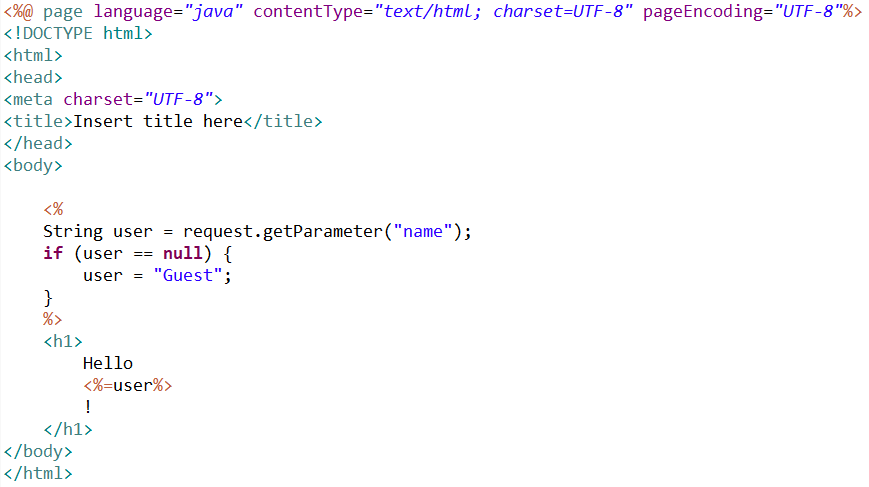 <%@ page language="java" contentType="text/html; charset=UTF-8" pageEncoding="UTF-8"%>
<!DOCTYPE html>
<html>
<head>
<meta charset="UTF-8">
<title>Insert title here</title>
</head>
<body>

    <%
    String user = request.getParameter("name");
    if (user == null) {
        user = "Guest";
    }
    %>
    <h1>
        Hello
        <%=user%>
        !
    </h1>
</body>
</html>